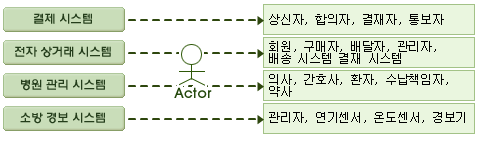 결제 시스템
상신자, 합의자, 결재자, 통보자
전자 상거래 시스템
회원, 구매자, 배달자, 관리자,
배송 시스템 결재 시스템
병원 관리 시스템
Actor
의사, 간호사, 환자, 수납책임자,
약사
소방 경보 시스템
관리자, 연기센서, 온도센서, 경보기